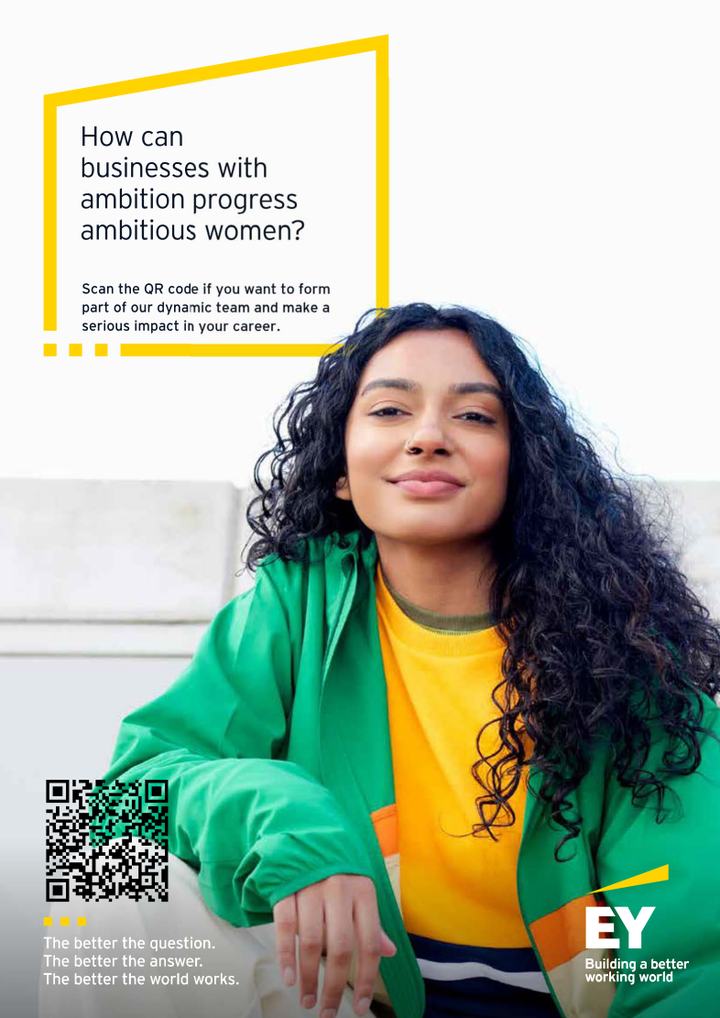 How can
businesses with
ambition progress
ambitious women?
Scan the QR code if you want to form
part of our dynamic team and make a
serious impact in your career.
The better the question.
The better the answer.
The better the world works.
EY
Building a better
working world